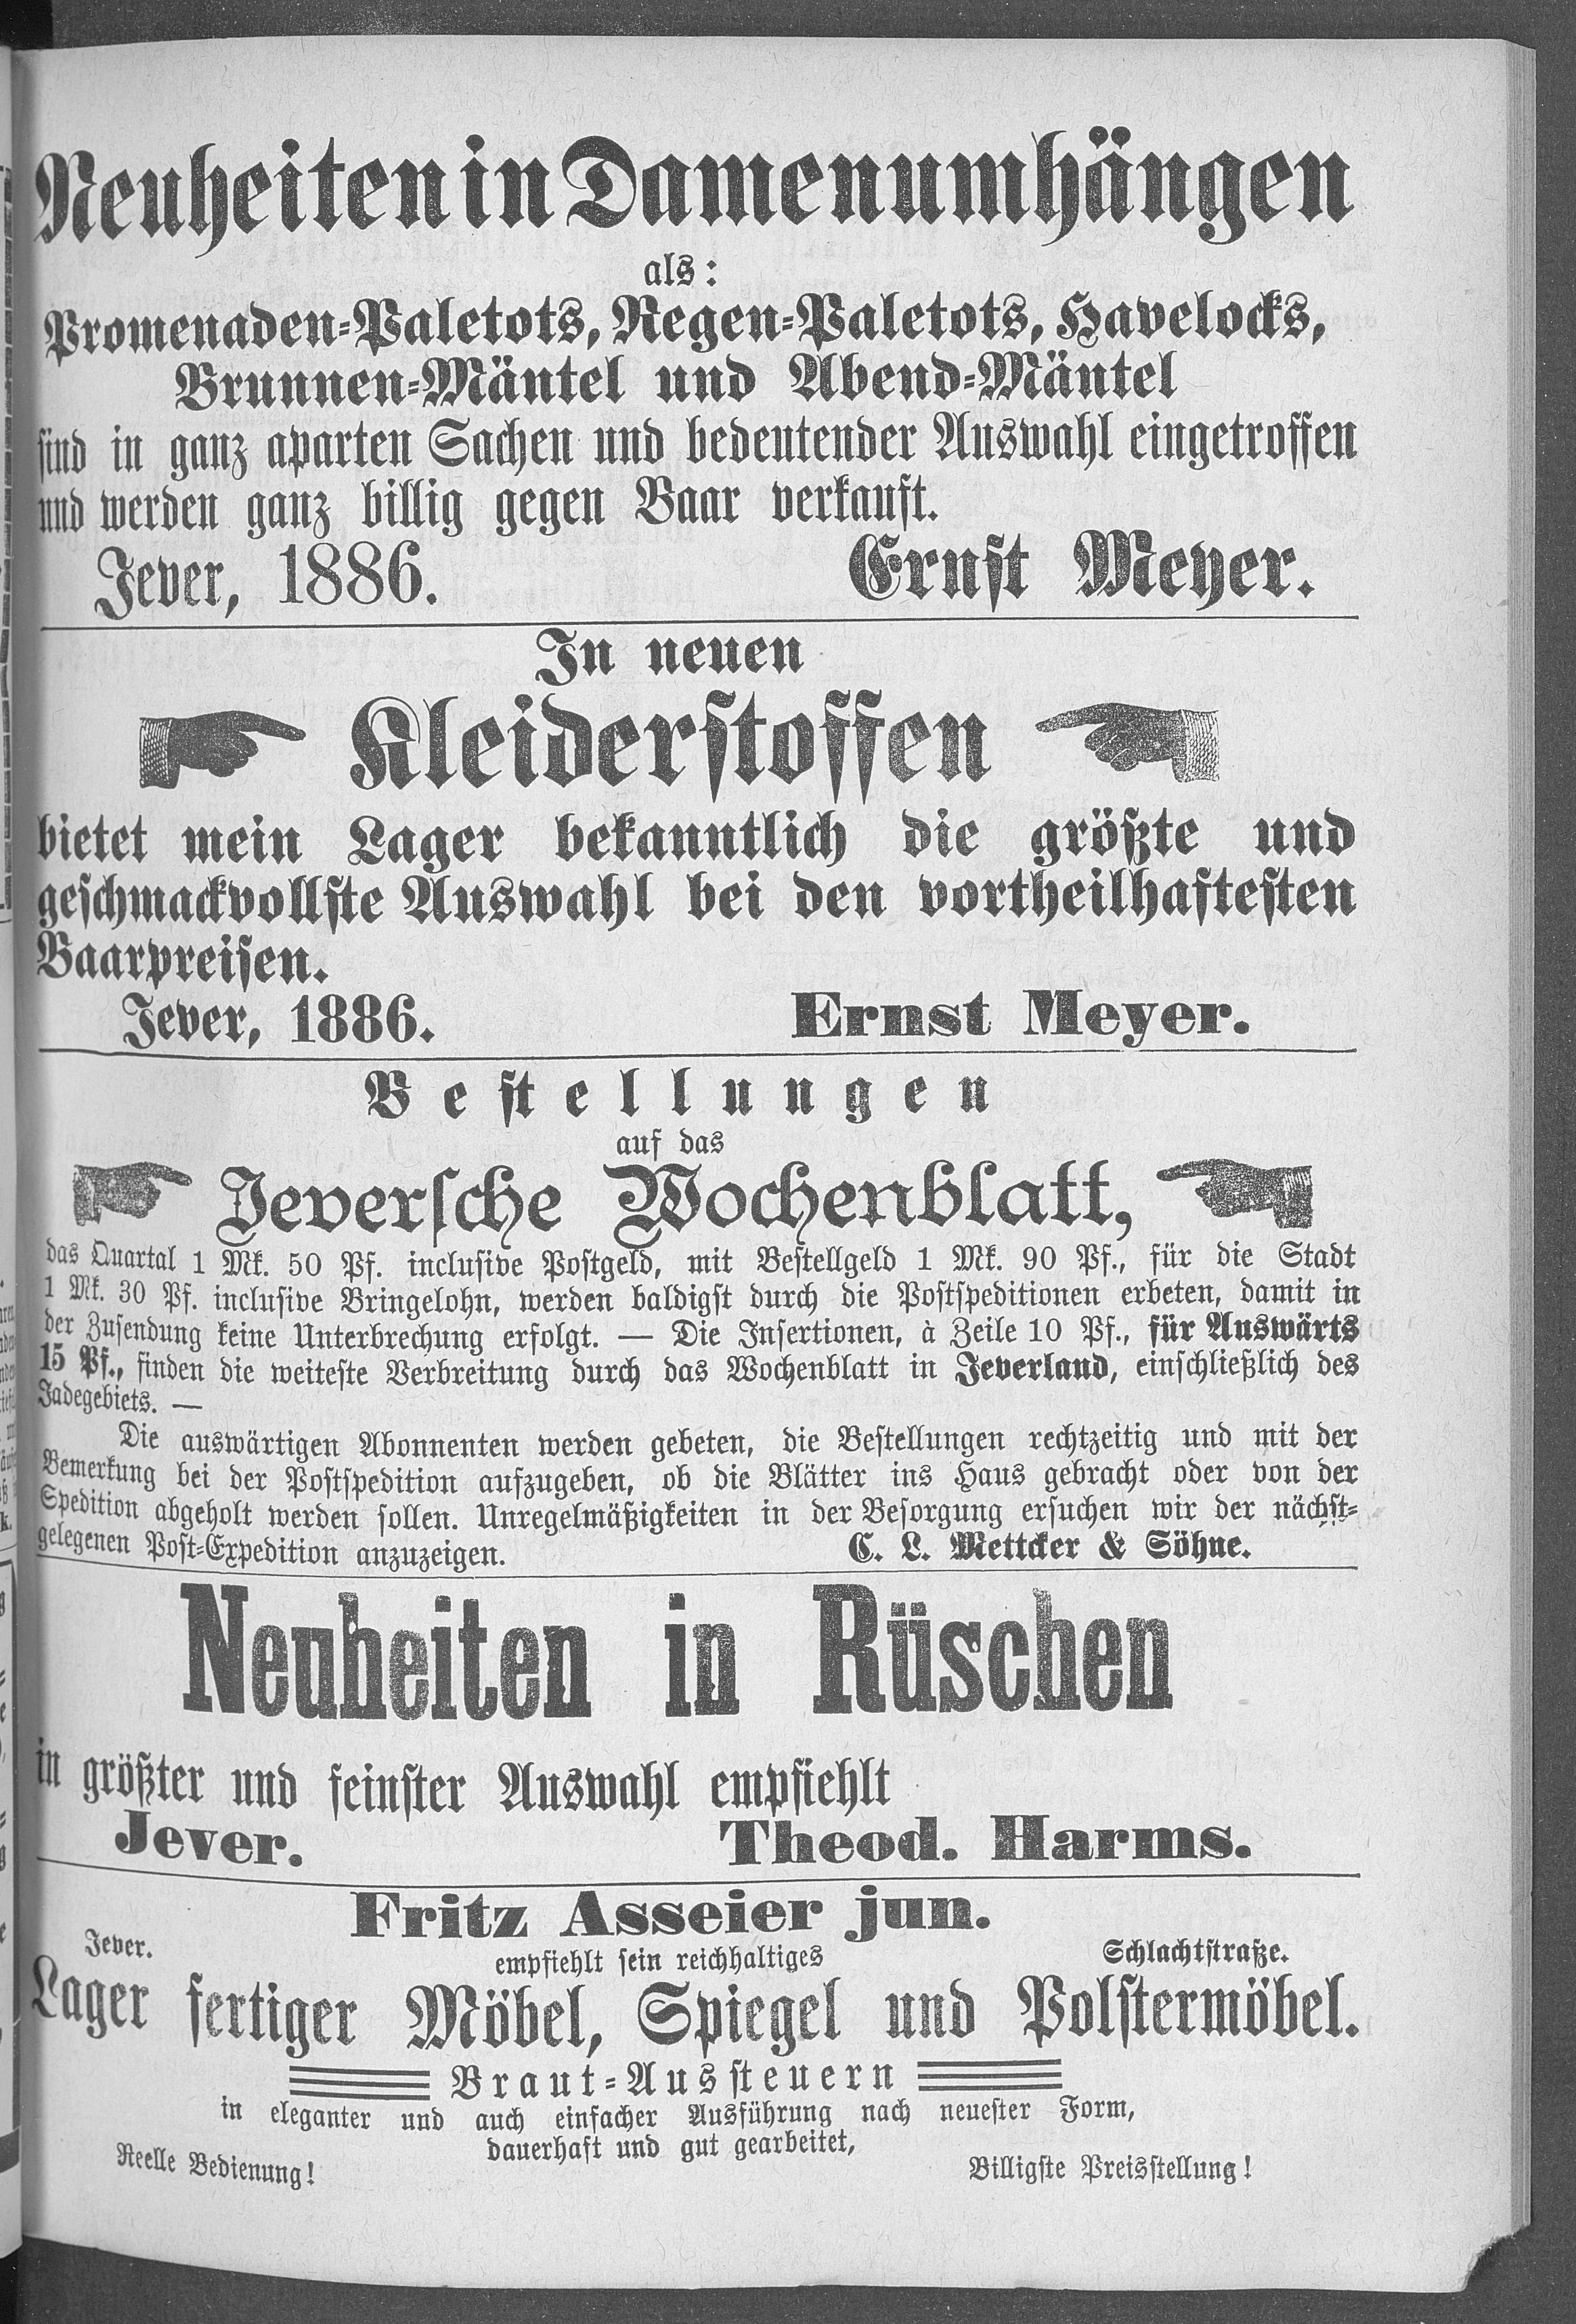 Neuheiten in Damenumhängen
als:
Promenaden-Paletots, Regen-Paletots, Havelocks,
Brunnen-Mäntel und Abend-Mäntel
sind in ganz aparten Sachen und bedeutender Auswahl eingetroffen
und werden ganz billig gegen Baar verkauft.
Jever, 1886. Ernst Meyer.
In neuen
Kleiderstoffen
bietet mein Lager bekanntlich die größte und
geschmackvollste Auswahl bei den vortheilhaftesten
Baarpreisen.
Jever, 1886. Ernst Meyer.
Bestellungen
auf das
Jeversche Wochenblatt,
das Quartal 1 Mk. 50 Pf. inclusive Postgeld, mit Bestellgeld 1 Mk. 90 Pf., für die Stadt
1 Mk. 30 Pf. inclusive Bringelohn, werden baldigst durch die Postspeditionen erbeten, damit in
der Zusendung keine Unterbrechung erfolgt. — Die Insertionen, à Zeile 10 Pf., für Auswärts
15 Pf., finden die weiteste Verbreitung durch das Wochenblatt in Jeverland, einschließlich des
Jadegebiets. —
Die auswärtigen Abonnenten werden gebeten, die Bestellungen rechtzeitig und mit der
Bemerkung bei der Postspedition aufzugeben, ob die Blätter ins Haus gebracht oder von der
Spedition abgeholt werden sollen. Unregelmäßigkeiten in der Besorgung ersuchen wir der nächst-
gelegenen Post-Expedition anzuzeigen. C. L. Mettcker & Söhne.
Neuheiten in Rüschen
in größter und feinster Auswahl empfiehlt
Jever. Theod. Harms.
Fritz Asseier jun.
Jever. empfiehlt sein reichhaltiges Schlachtstraße.
Lager fertiger Möbel, Spiegel und Polstermöbel.
Braut-Aussteuern
in eleganter und auch einfacher Ausführung nach neuester Form,
dauerhaft und gut gearbeitet,
Reelle Bedienung! Billigste Preisstellung!